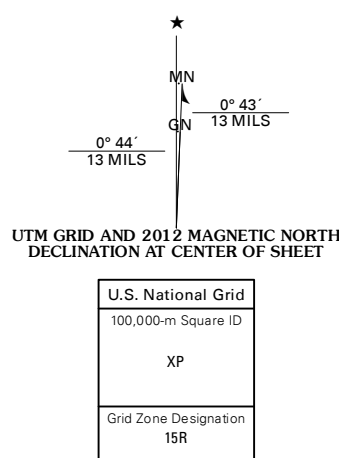 ★
MN
GN
0° 43´
13 MILS
0° 44´
13 MILS
UTM GRID AND 2012 MAGNETIC NORTH
DECLINATION AT CENTER OF SHEET
U.S. National Grid
100,000-m Square ID
XP
Grid Zone Designation
15R